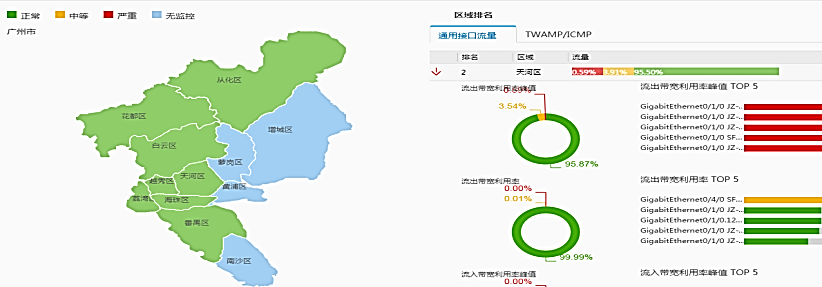 正常 中等 严重 无监控
广州市
从化区
花都区
增城区
白云区
萝岗区
天河区
越秀区
黄浦区
荔湾区
海珠区
番禺区
南沙区
区域排名
通用接口流量 TWAMP/ICMP
排名 区域 流量
2 天河区 0.59% 3.91% 95.50%
流出带宽利用率峰值
0.59%
3.54%
95.87%
流出带宽利用率峰值 TOP 5
GigabitEthernet0/1/0 JZ-...
GigabitEthernet0/1/0 JZ-...
GigabitEthernet0/1/0 JZ-...
GigabitEthernet0/1/0 SF...
GigabitEthernet0/1/0 JZ-...
流出带宽利用率
0.00%
0.01%
99.99%
流出带宽利用率 TOP 5
GigabitEthernet0/4/0 SF...
GigabitEthernet0/1/0 JZ-...
GigabitEthernet0/1/0.12...
GigabitEthernet0/1/0 JZ-...
GigabitEthernet0/1/0 JZ-...
流入带宽利用率峰值
0.00%
流入带宽利用率峰值 TOP 5